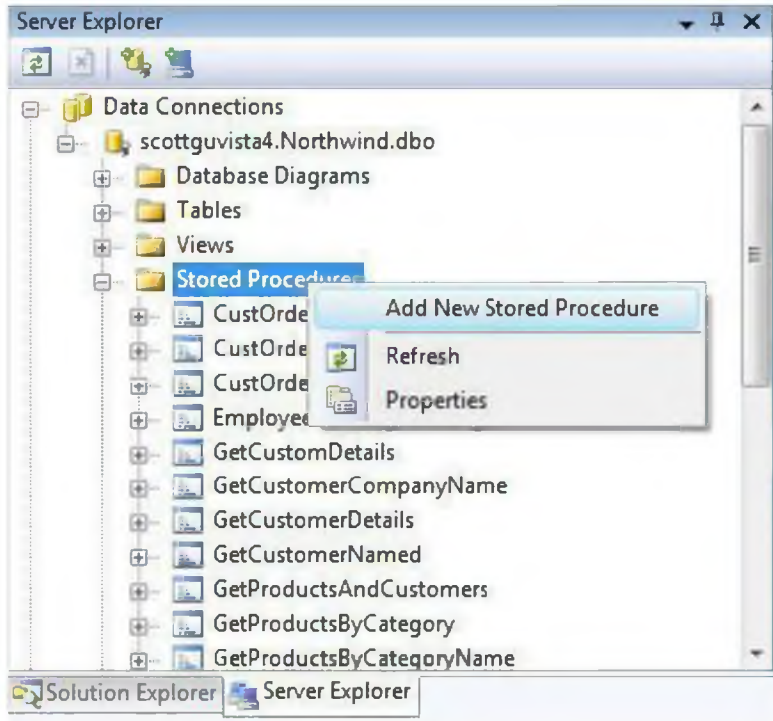 Server Explorer
Data Connections
scottguvista4.Northwind.dbo
Database Diagrams
Tables
Views
Stored Procedures
Add New Stored Procedure
CustOrde
CustOrde
Refresh
CustOrde
Properties
Employee
GetCustomDetails
GetCustomerCompanyName
GetCustomerDetails
GetCustomerNamed
GetProductsAndCustomers
GetProductsByCategory
GetProductsByCategoryName
Solution Explorer
Server Explorer